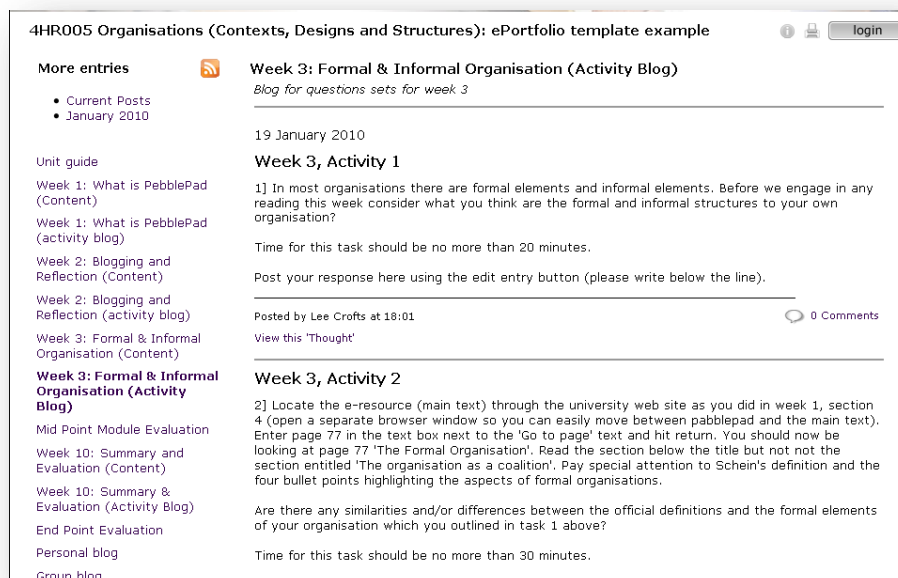 4HR005 Organisations (Contexts, Designs and Structures): ePortfolio template example
login
More entries
• Current Posts
• January 2010
Unit guide
Week 1: What is PebblePad
(Content)
Week 1: What is PebblePad
(activity blog)
Week 2: Blogging and
Reflection (Content)
Week 2: Blogging and
Reflection (activity blog)
Week 3: Formal & Informal
Organisation (Content)
Week 3: Formal & Informal
Organisation (Activity
Blog)
Mid Point Module Evaluation
Week 10: Summary and
Evaluation (Content)
Week 10: Summary &
Evaluation (Activity Blog)
End Point Evaluation
Personal blog
Group blog
Week 3: Formal & Informal Organisation (Activity Blog)
Blog for questions sets for week 3
19 January 2010
Week 3, Activity 1
1] In most organisations there are formal elements and informal elements. Before we engage in any
reading this week consider what you think are the formal and informal structures to your own
organisation?
Time for this task should be no more than 20 minutes.
Post your response here using the edit entry button (please write below the line).
Posted by Lee Crofts at 18:01
0 Comments
View this 'Thought'
Week 3, Activity 2
2] Locate the e-resource (main text) through the university web site as you did in week 1, section
4 (open a separate browser window so you can easily move between pabblepad and the main text).
Enter page 77 in the text box next to the 'Go to page' text and hit return. You should now be
looking at page 77 'The Formal Organisation'. Read the section below the title but not not the
section entitled 'The organisation as a coalition'. Pay special attention to Schein's definition and the
four bullet points highlighting the aspects of formal organisations.
Are there any similarities and/or differences between the official definitions and the formal elements
of your organisation which you outlined in task 1 above?
Time for this task should be no more than 30 minutes.